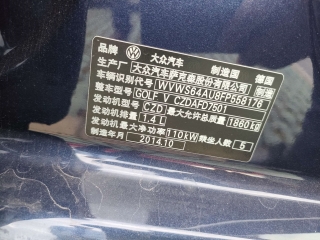 品牌 大众汽车 制造国 德国
生产厂 大众汽车萨克森股份有限公司 制造
车辆识别代号 WVWS64AU8FP558176
整车型号 GOLF Y CZDAFD7501
发动机型号 CZD 最大允许总质量 1860kg
发动机排量 1.4 L
发动机最大净功率 110kW 乘坐人数 5
制造年月 2014.10